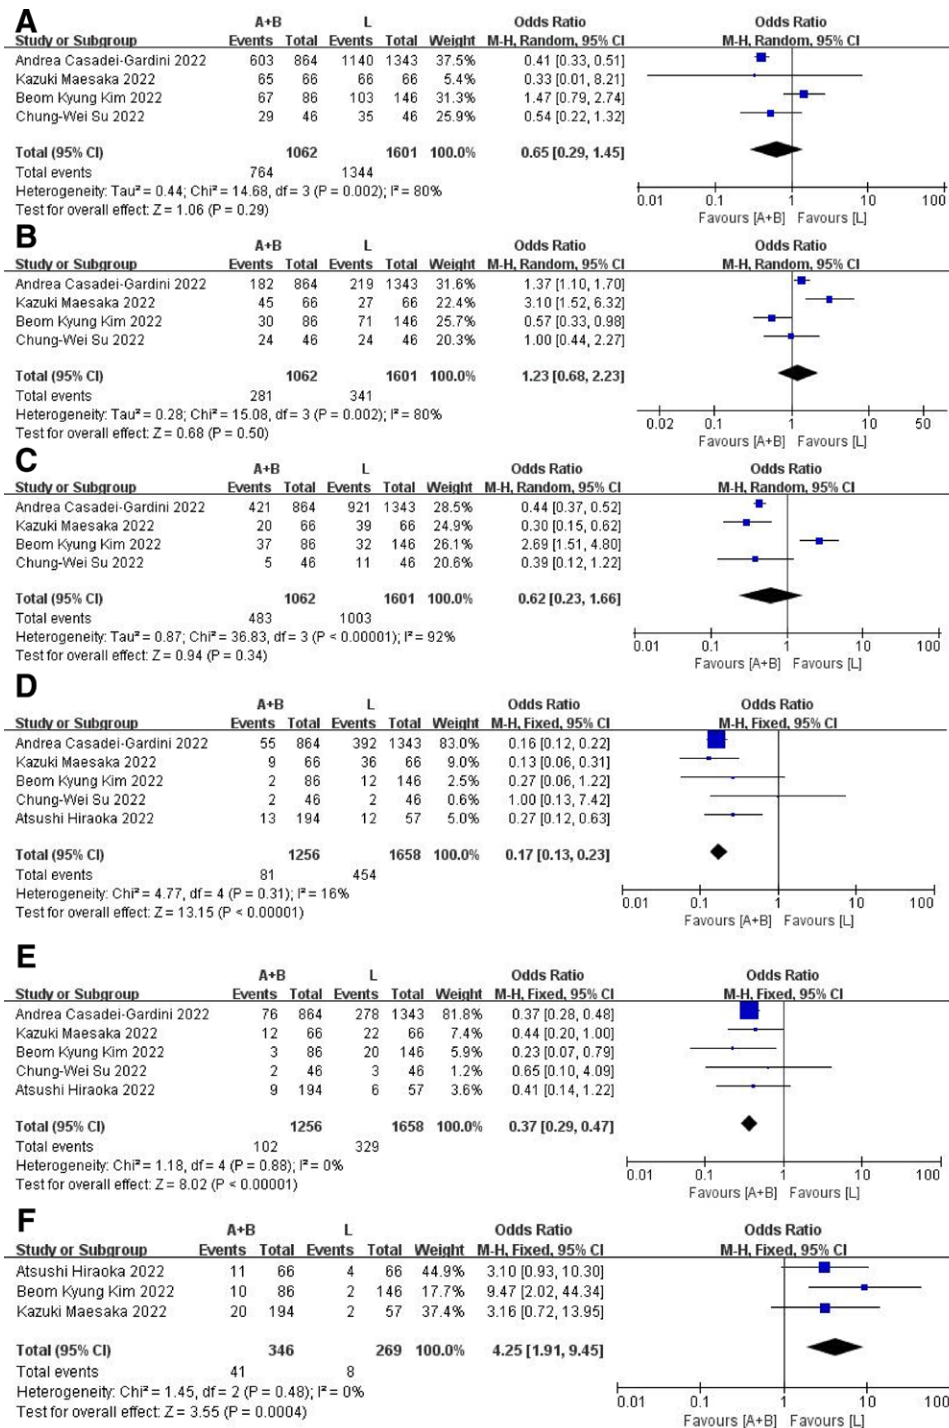 A
A+B L Odds Ratio Odds Ratio
Study or Subgroup Events Total Events Total Weight M-H, Random, 95% CI M-H, Random, 95% CI
Andrea Casadei-Gardini 2022 603 864 1140 1343 37.5% 0.41 [0.33, 0.51]
Kazuki Maesaka 2022 65 66 66 66 5.4% 0.33 [0.01, 8.21]
Beom Kyung Kim 2022 67 86 103 146 31.3% 1.47 [0.79, 2.74]
Chung-Wei Su 2022 29 46 35 46 25.9% 0.54 [0.22, 1.32]
Total (95% CI) 1062 1601 100.0% 0.65 [0.29, 1.45]
Total events 764 1344
Heterogeneity: Tau² = 0.44; Chi² = 14.68, df = 3 (P = 0.002); I² = 80%
Test for overall effect: Z = 1.06 (P = 0.29)
0.01 0.1 1 10 100
Favours [A+B] Favours [L]
B
A+B L Odds Ratio Odds Ratio
Study or Subgroup Events Total Events Total Weight M-H, Random, 95% CI M-H, Random, 95% CI
Andrea Casadei-Gardini 2022 182 864 219 1343 31.6% 1.37 [1.10, 1.70]
Kazuki Maesaka 2022 45 66 27 66 22.4% 3.10 [1.52, 6.32]
Beom Kyung Kim 2022 30 86 71 146 25.7% 0.57 [0.33, 0.98]
Chung-Wei Su 2022 24 46 24 46 20.3% 1.00 [0.44, 2.27]
Total (95% CI) 1062 1601 100.0% 1.23 [0.68, 2.23]
Total events 281 341
Heterogeneity: Tau² = 0.28; Chi² = 15.08, df = 3 (P = 0.002); I² = 80%
Test for overall effect: Z = 0.68 (P = 0.50)
0.02 0.1 1 10 50
Favours [A+B] Favours [L]
C
A+B L Odds Ratio Odds Ratio
Study or Subgroup Events Total Events Total Weight M-H, Random, 95% CI M-H, Random, 95% CI
Andrea Casadei-Gardini 2022 421 864 921 1343 28.5% 0.44 [0.37, 0.52]
Kazuki Maesaka 2022 20 66 39 66 24.9% 0.30 [0.15, 0.62]
Beom Kyung Kim 2022 37 86 32 146 26.1% 2.69 [1.51, 4.80]
Chung-Wei Su 2022 5 46 11 46 20.6% 0.39 [0.12, 1.22]
Total (95% CI) 1062 1601 100.0% 0.62 [0.23, 1.66]
Total events 483 1003
Heterogeneity: Tau² = 0.87; Chi² = 36.83, df = 3 (P < 0.00001); I² = 92%
Test for overall effect: Z = 0.94 (P = 0.34)
0.01 0.1 1 10 100
Favours [A+B] Favours [L]
D
A+B L Odds Ratio Odds Ratio
Study or Subgroup Events Total Events Total Weight M-H, Fixed, 95% CI M-H, Fixed, 95% CI
Andrea Casadei-Gardini 2022 55 864 392 1343 83.0% 0.16 [0.12, 0.22]
Kazuki Maesaka 2022 9 66 36 66 9.0% 0.13 [0.06, 0.31]
Beom Kyung Kim 2022 2 86 12 146 2.5% 0.27 [0.06, 1.22]
Chung-Wei Su 2022 2 46 2 46 0.6% 1.00 [0.13, 7.42]
Atsushi Hiraoka 2022 13 194 12 57 5.0% 0.27 [0.12, 0.63]
Total (95% CI) 1256 1658 100.0% 0.17 [0.13, 0.23]
Total events 81 454
Heterogeneity: Chi² = 4.77, df = 4 (P = 0.31); I² = 16%
Test for overall effect: Z = 13.15 (P < 0.00001)
0.01 0.1 1 10 100
Favours [A+B] Favours [L]
E
A+B L Odds Ratio Odds Ratio
Study or Subgroup Events Total Events Total Weight M-H, Fixed, 95% CI M-H, Fixed, 95% CI
Andrea Casadei-Gardini 2022 76 864 278 1343 81.8% 0.37 [0.28, 0.48]
Kazuki Maesaka 2022 12 66 22 66 7.4% 0.44 [0.20, 1.00]
Beom Kyung Kim 2022 3 86 20 146 5.9% 0.23 [0.07, 0.79]
Chung-Wei Su 2022 2 46 3 46 1.2% 0.65 [0.10, 4.09]
Atsushi Hiraoka 2022 9 194 6 57 3.6% 0.41 [0.14, 1.22]
Total (95% CI) 1256 1658 100.0% 0.37 [0.29, 0.47]
Total events 102 329
Heterogeneity: Chi² = 1.18, df = 4 (P = 0.88); I² = 0%
Test for overall effect: Z = 8.02 (P < 0.00001)
0.01 0.1 1 10 100
Favours [A+B] Favours [L]
F
A+B L Odds Ratio Odds Ratio
Study or Subgroup Events Total Events Total Weight M-H, Fixed, 95% CI M-H, Fixed, 95% CI
Atsushi Hiraoka 2022 11 66 4 66 44.9% 3.10 [0.93, 10.30]
Beom Kyung Kim 2022 10 86 2 146 17.7% 9.47 [2.02, 44.34]
Kazuki Maesaka 2022 20 194 2 57 37.4% 3.16 [0.72, 13.95]
Total (95% CI) 346 269 100.0% 4.25 [1.91, 9.45]
Total events 41 8
Heterogeneity: Chi² = 1.45, df = 2 (P = 0.48); I² = 0%
Test for overall effect: Z = 3.55 (P = 0.0004)
0.01 0.1 1 10 100
Favours [A+B] Favours [L]